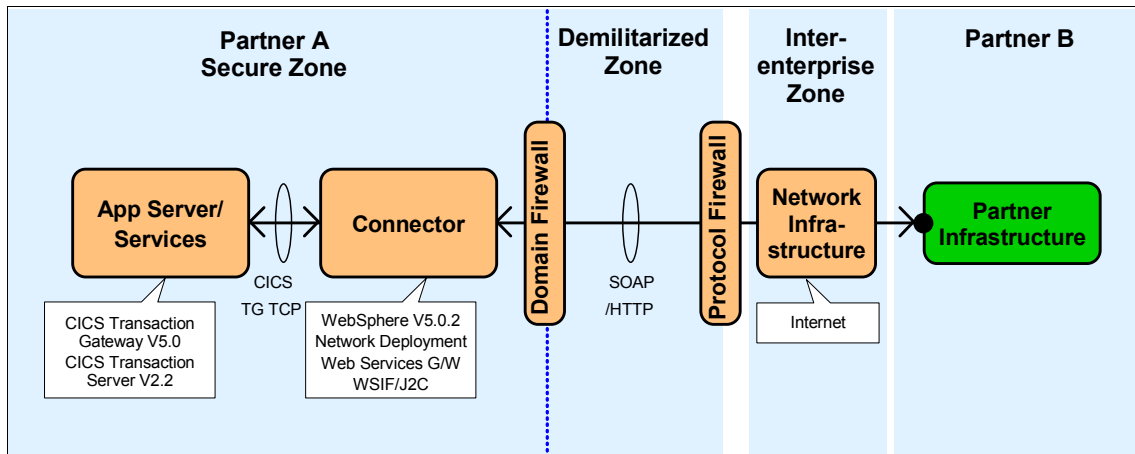 Partner A
Secure Zone
Demilitarized
Zone
Inter-
enterprise
Zone
Partner B
App Server/
Services
CICS
TG TCP
Connector
Domain Firewall
SOAP
/HTTP
Protocol Firewall
Network
Infra-
structure
Partner
Infrastructure
CICS Transaction
Gateway V5.0
CICS Transaction
Server V2.2
WebSphere V5.0.2
Network Deployment
Web Services G/W
WSIF/J2C
Internet